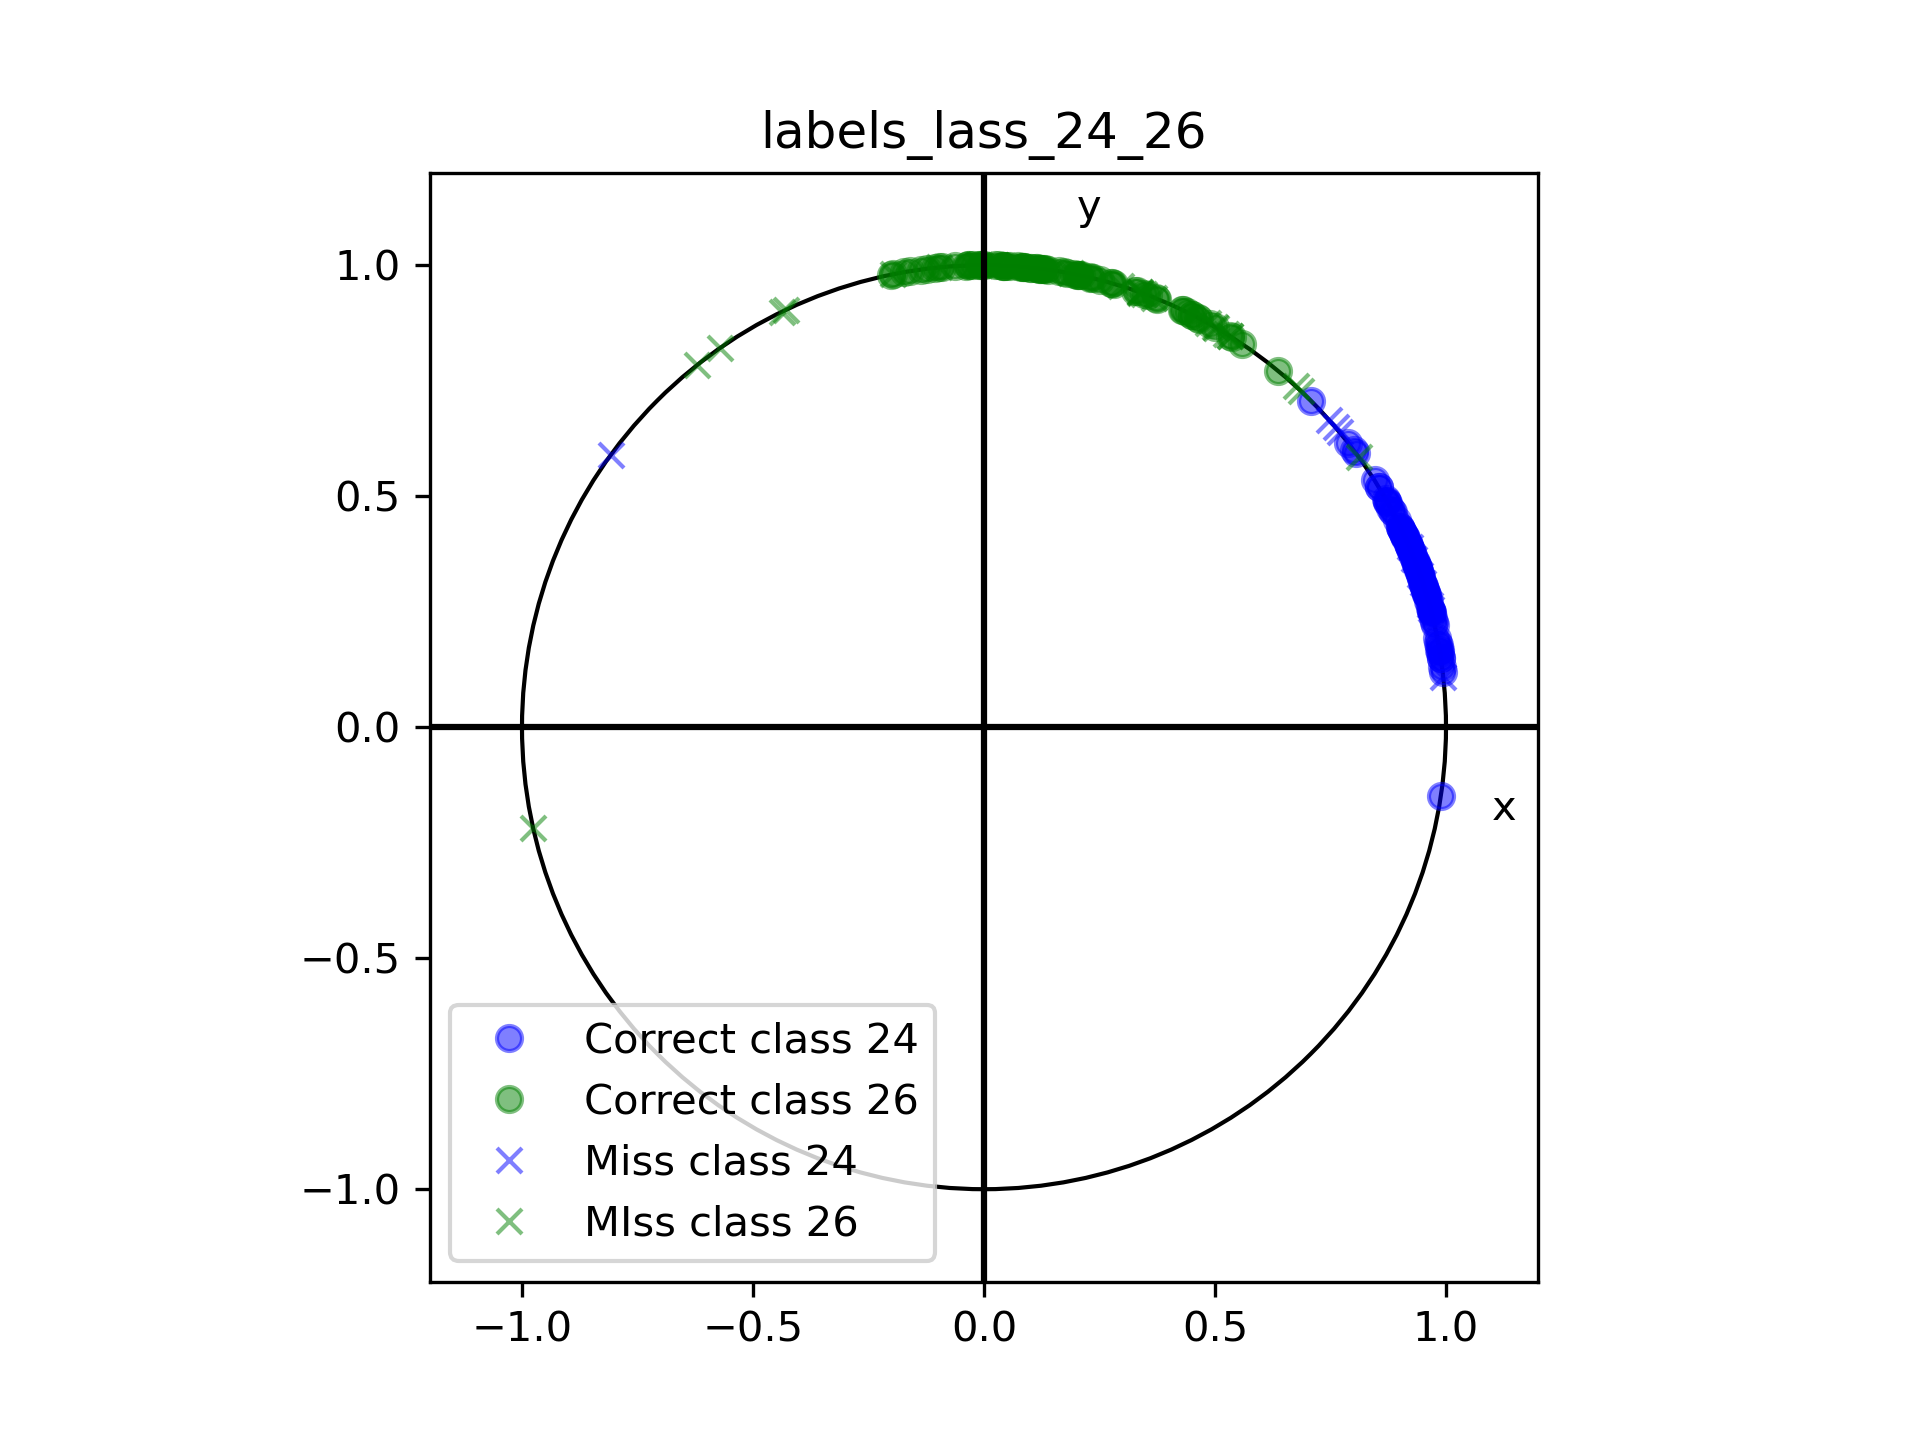 labels_lass_24_26
y
1.0
0.5
0.0
−0.5
−1.0
x
Correct class 24
Correct class 26
Miss class 24
MIss class 26
−1.0 −0.5 0.0 0.5 1.0